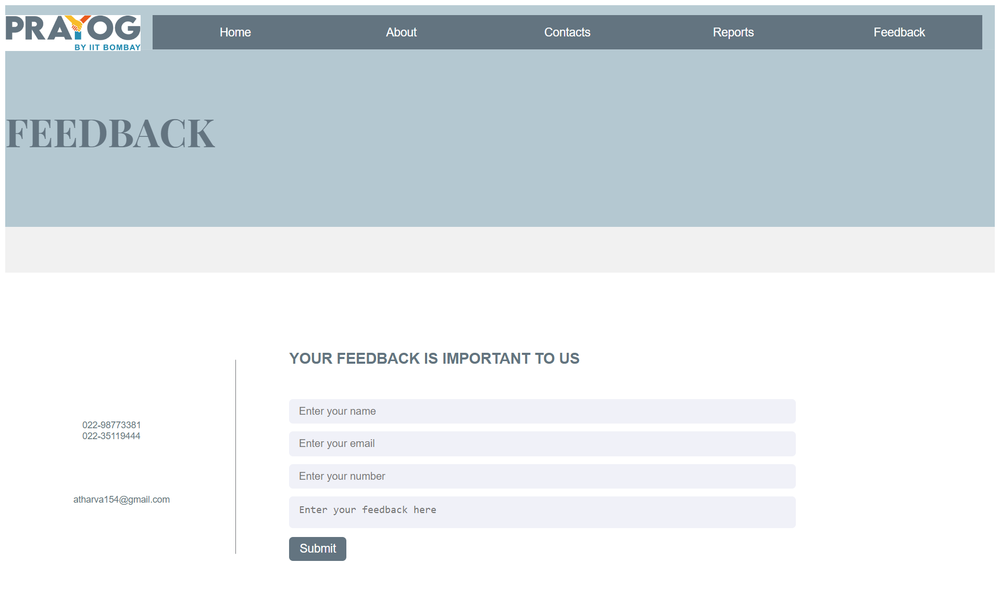 PRAYOG
BY IIT BOMBAY
Home About Contacts Reports Feedback
FEEDBACK
YOUR FEEDBACK IS IMPORTANT TO US
022-98773381
022-35119444
atharva154@gmail.com
Enter your name
Enter your email
Enter your number
Enter your feedback here
Submit